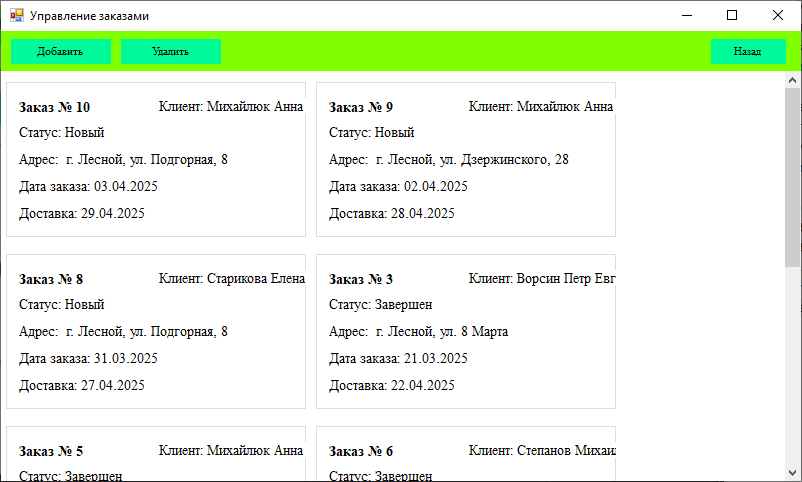 Управление заказами
Добавить Удалить Назад
Заказ № 10 Клиент: Михайлюк Анна
Статус: Новый
Адрес: г. Лесной, ул. Подгорная, 8
Дата заказа: 03.04.2025
Доставка: 29.04.2025
Заказ № 9 Клиент: Михайлюк Анна
Статус: Новый
Адрес: г. Лесной, ул. Дзержинского, 28
Дата заказа: 02.04.2025
Доставка: 28.04.2025
Заказ № 8 Клиент: Старикова Елена
Статус: Новый
Адрес: г. Лесной, ул. Подгорная, 8
Дата заказа: 31.03.2025
Доставка: 27.04.2025
Заказ № 3 Клиент: Ворсин Петр Евг
Статус: Завершен
Адрес: г. Лесной, ул. 8 Марта
Дата заказа: 21.03.2025
Доставка: 22.04.2025
Заказ № 5 Клиент: Михайлюк Анна
Статус: Завершен
Заказ № 6 Клиент: Степанов Михаи
Статус: Завершен